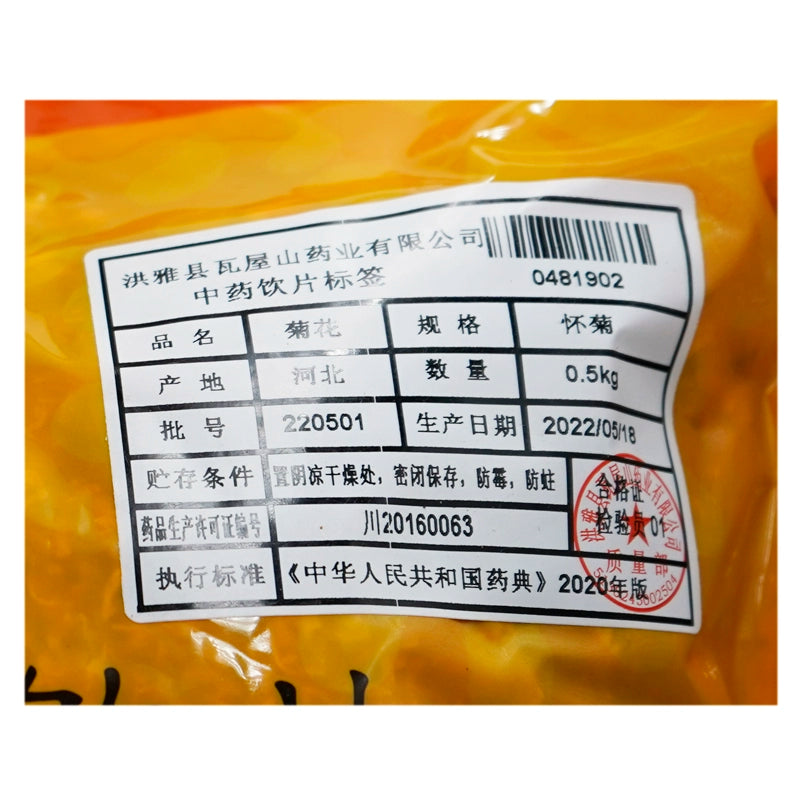 洪雅县瓦屋山药业有限公司
中药饮片标签
0481902
品名 菊花 规格 怀菊
产地 河北 数量 0.5kg
批号 220501 生产日期 2022/05/18
贮存条件 置阴凉干燥处,密闭保存,防霉,防蛀
合格证
检验员01
药品生产许可证编号 川20160063
执行标准 《中华人民共和国药典》2020年版
质量部